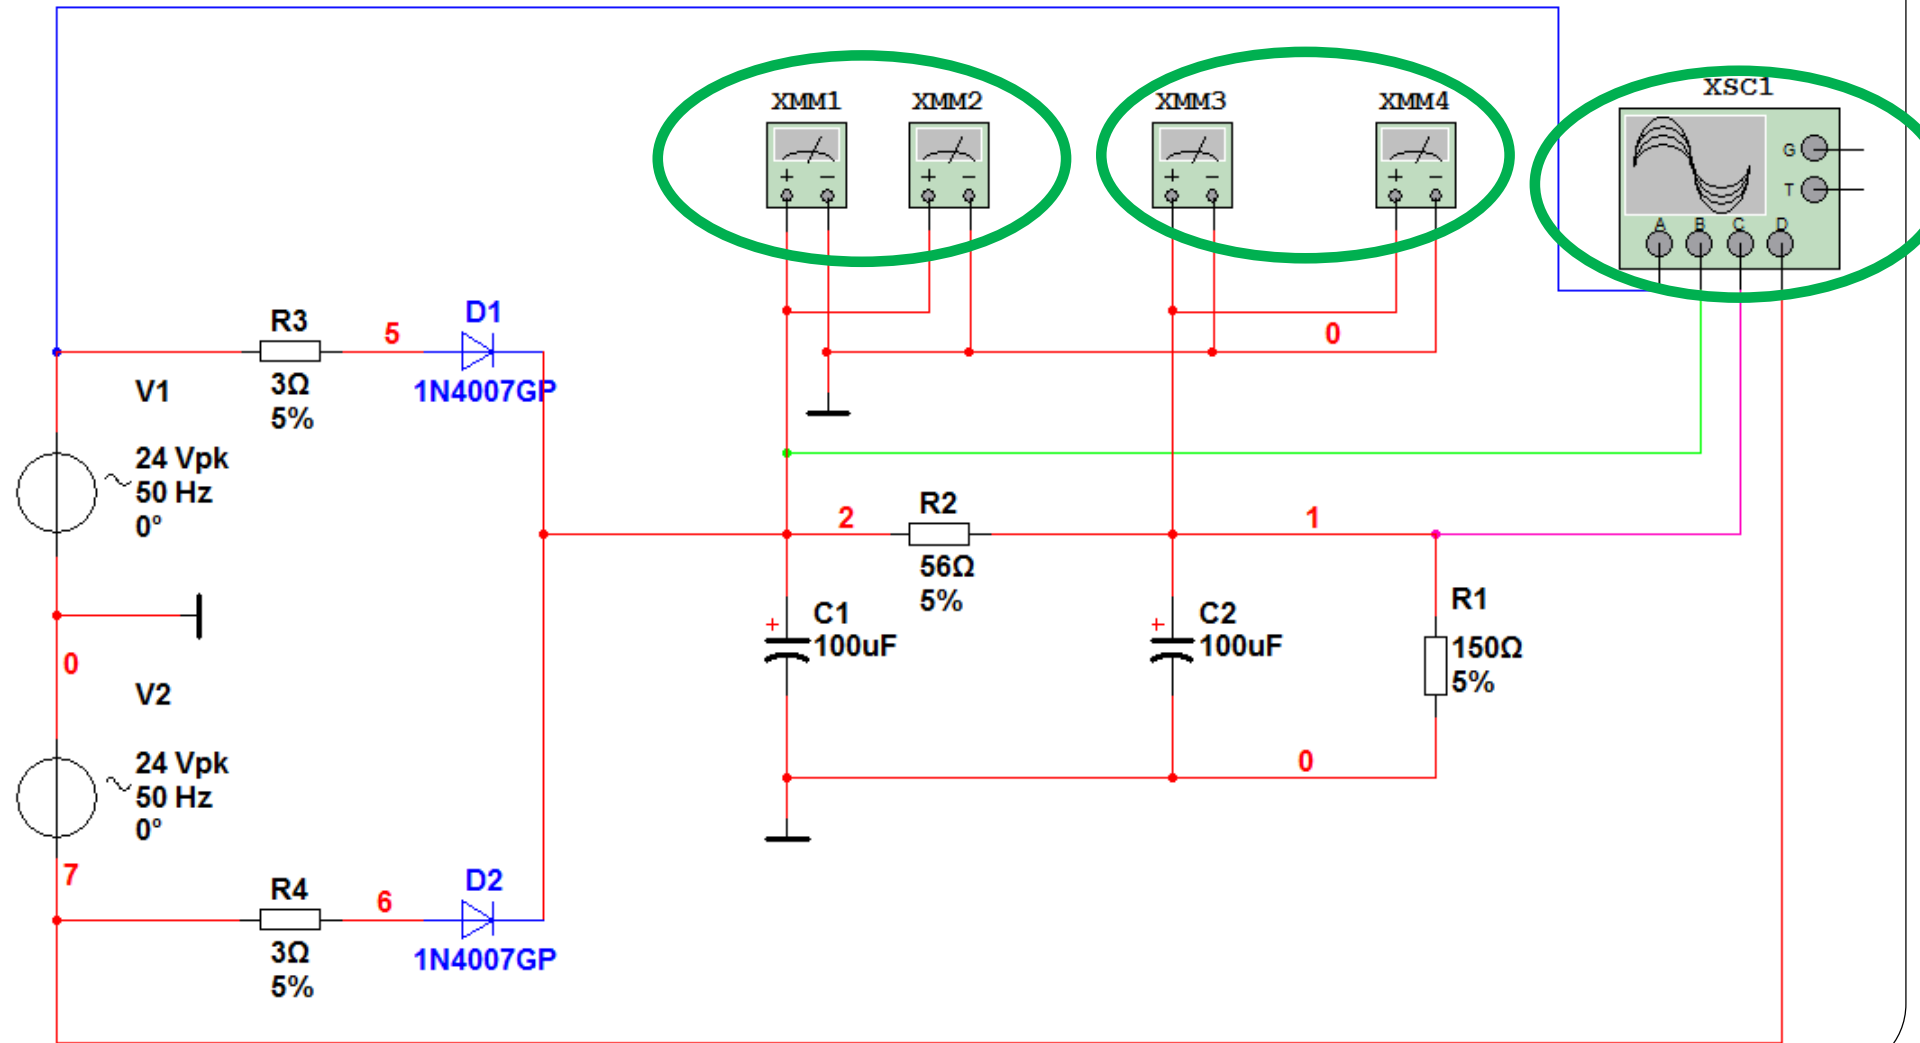 XSC1
XMM1
XMM2
XMM3
XMM4
+ −
+ −
+ −
+ −
G
T
A B C D
R3
3Ω
5%
5
D1
1N4007GP
0
V1
24 Vpk
50 Hz
0°
2
R2
56Ω
5%
1
C1
100uF
+
C2
100uF
+
R1
150Ω
5%
0
V2
24 Vpk
50 Hz
0°
0
7
R4
3Ω
5%
6
D2
1N4007GP